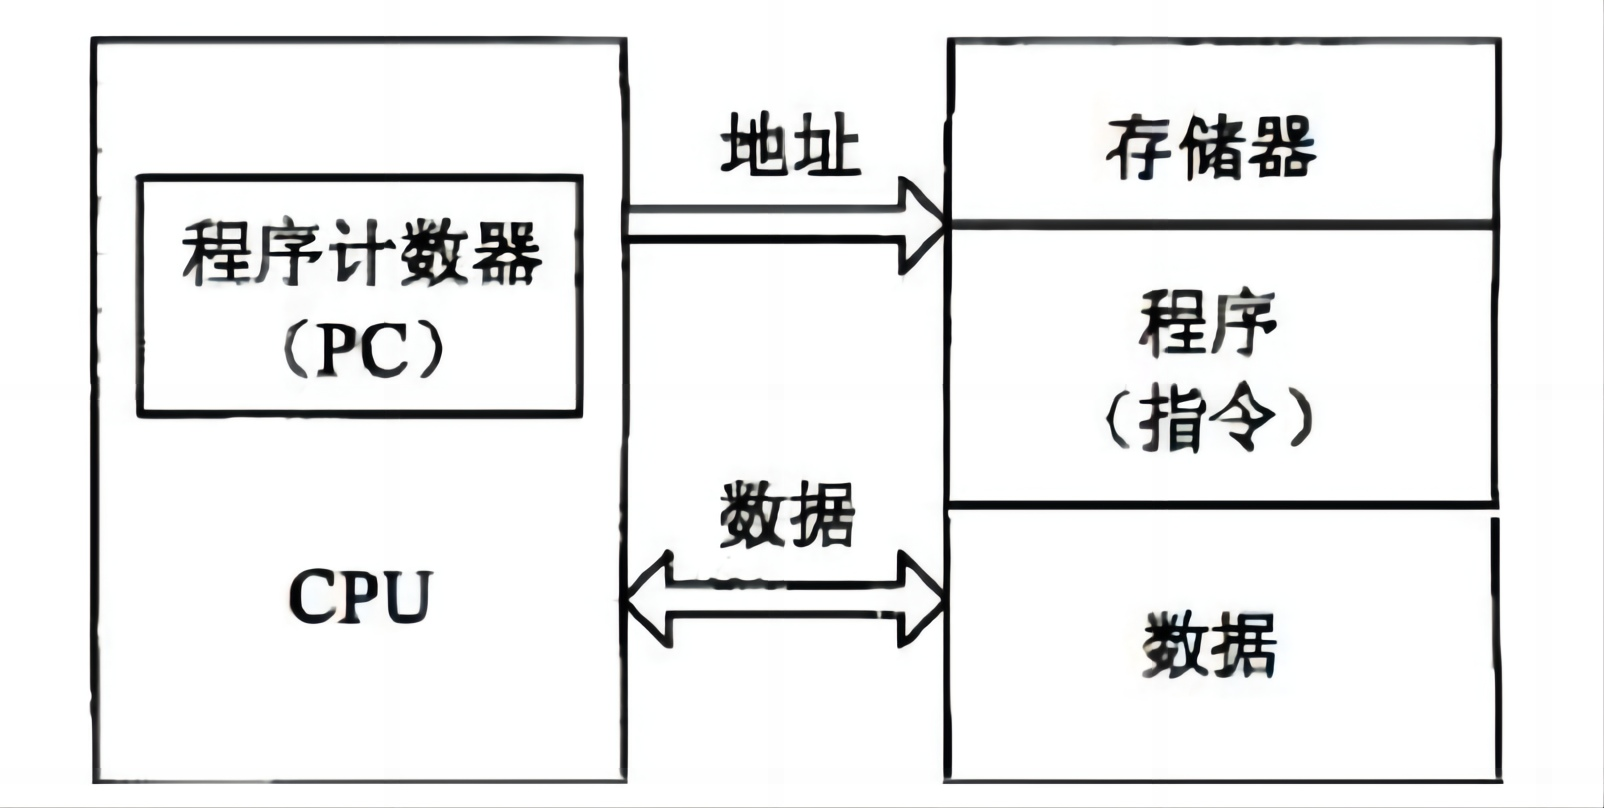 程序计数器
（PC）
CPU
地址
数据
存储器
程序
（指令）
数据